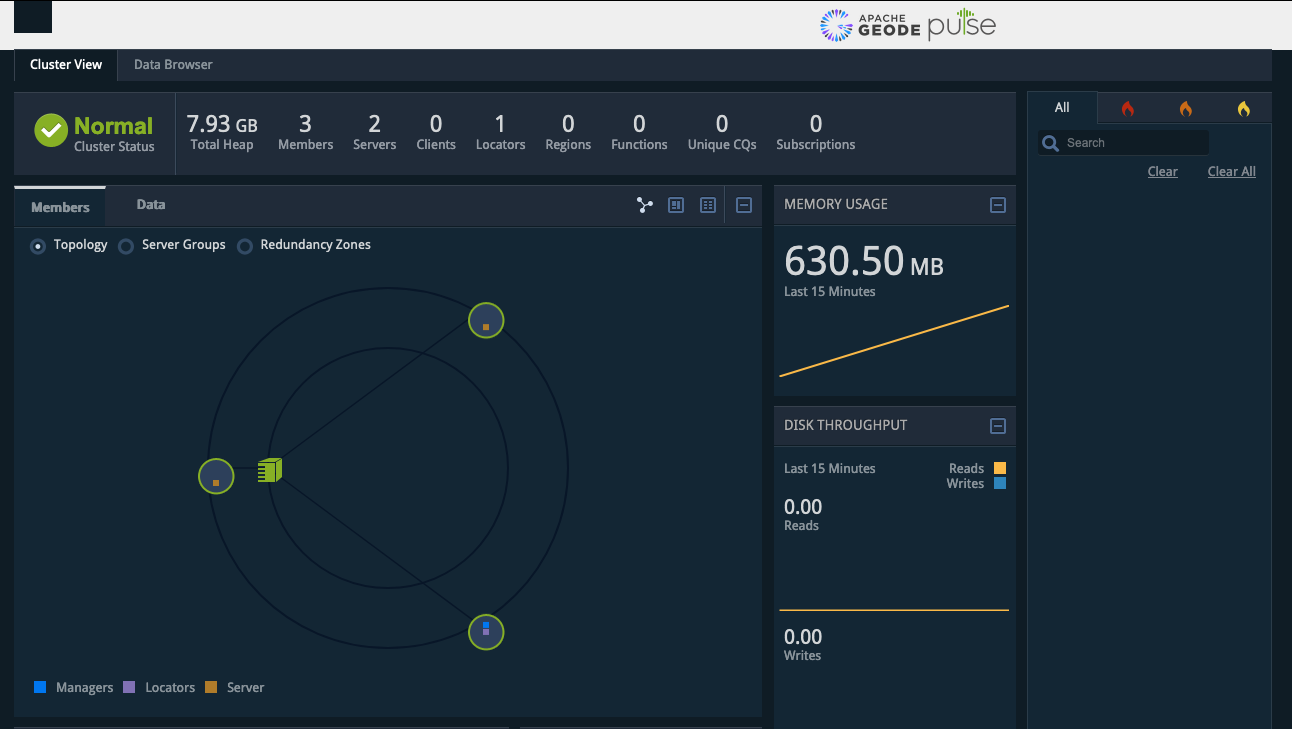 APACHE
GEODE pulse
Cluster View Data Browser
Normal
Cluster Status
7.93 GB 3 2 0 1 0 0 0 0
Total Heap Members Servers Clients Locators Regions Functions Unique CQs Subscriptions
All
Search
Clear Clear All
Members Data
Topology Server Groups Redundancy Zones
Managers Locators Server
MEMORY USAGE
630.50 MB
Last 15 Minutes
DISK THROUGHPUT
Last 15 Minutes Reads
Writes
0.00
Reads
0.00
Writes